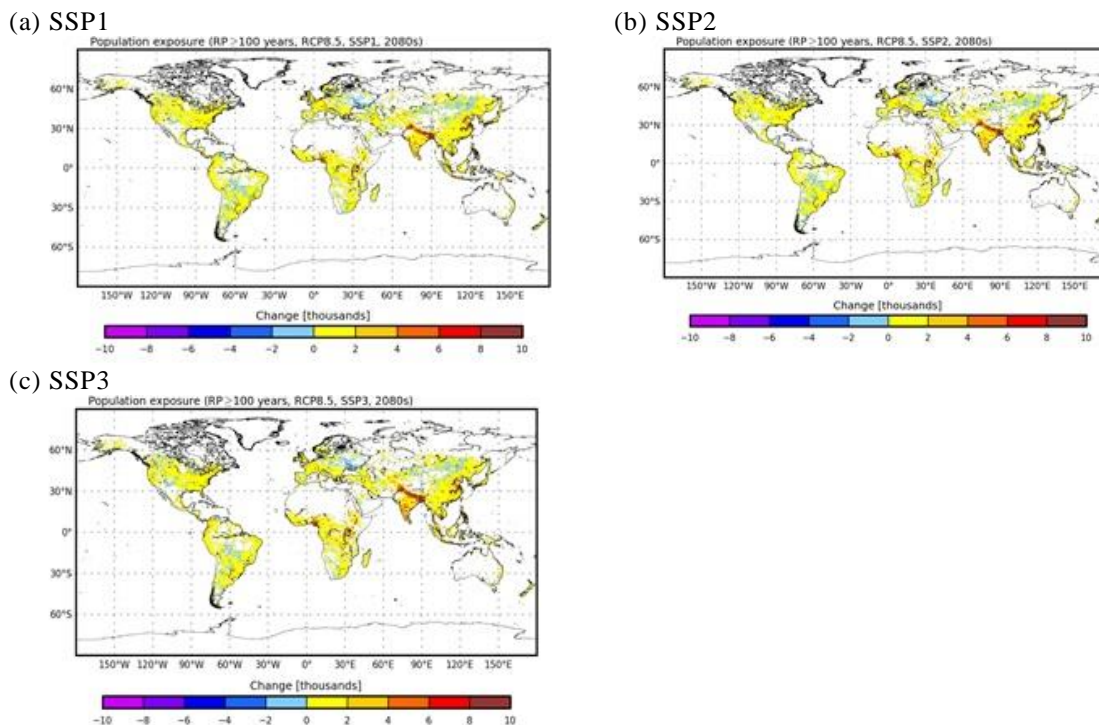 (a) SSP1
Population exposure (RP≥100 years, RCP8.5, SSP1, 2080s)
60°N
30°N
0°
30°S
60°S
150°W 120°W 90°W 60°W 30°W 0° 30°E 60°E 90°E 120°E 150°E
Change [thousands]
−10 −8 −6 −4 −2 0 2 4 6 8 10
(b) SSP2
Population exposure (RP≥100 years, RCP8.5, SSP2, 2080s)
60°N
30°N
0°
30°S
60°S
150°W 120°W 90°W 60°W 30°W 0° 30°E 60°E 90°E 120°E 150°E
Change [thousands]
−10 −8 −6 −4 −2 0 2 4 6 8 10
(c) SSP3
Population exposure (RP≥100 years, RCP8.5, SSP3, 2080s)
60°N
30°N
0°
30°S
60°S
150°W 120°W 90°W 60°W 30°W 0° 30°E 60°E 90°E 120°E 150°E
Change [thousands]
−10 −8 −6 −4 −2 0 2 4 6 8 10